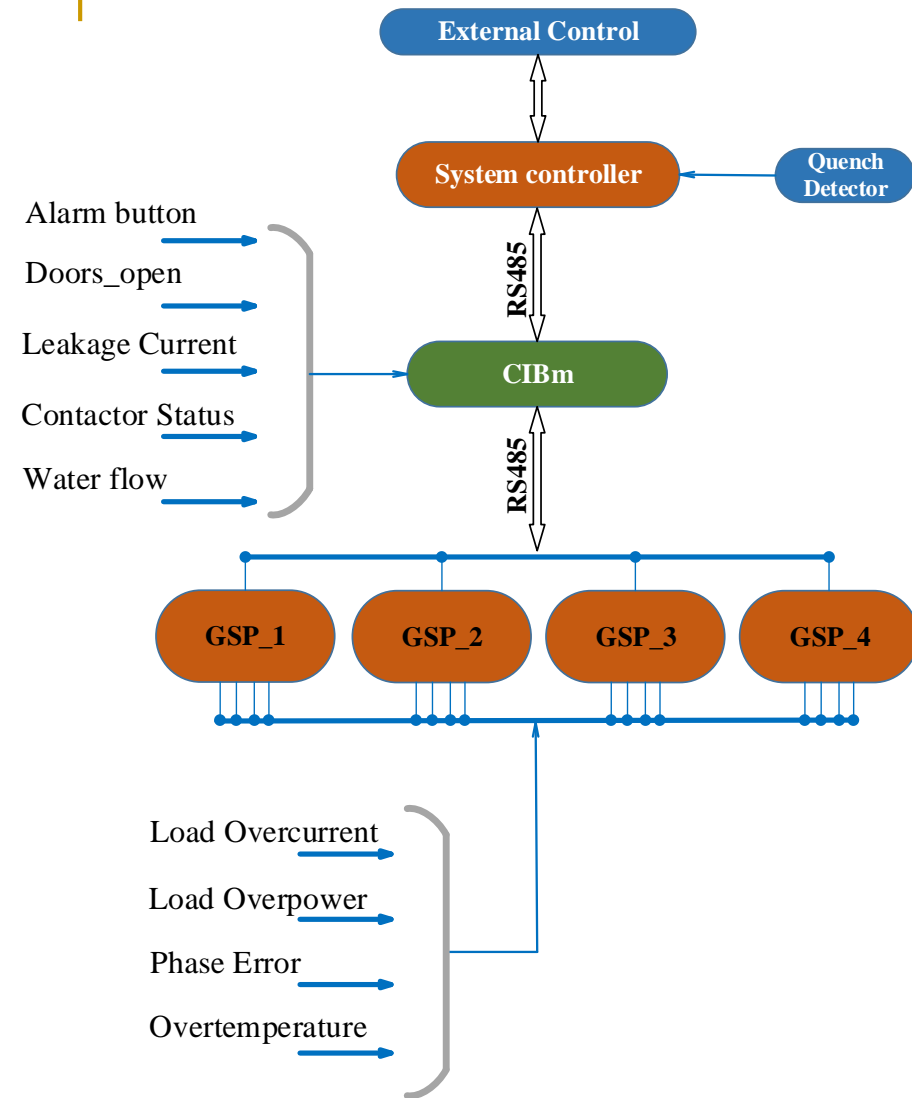 External Control
System controller
Quench
Detector
Alarm button
Doors_open
Leakage Current
Contactor Status
Water flow
RS485
CIBm
RS485
GSP_1
GSP_2
GSP_3
GSP_4
Load Overcurrent
Load Overpower
Phase Error
Overtemperature